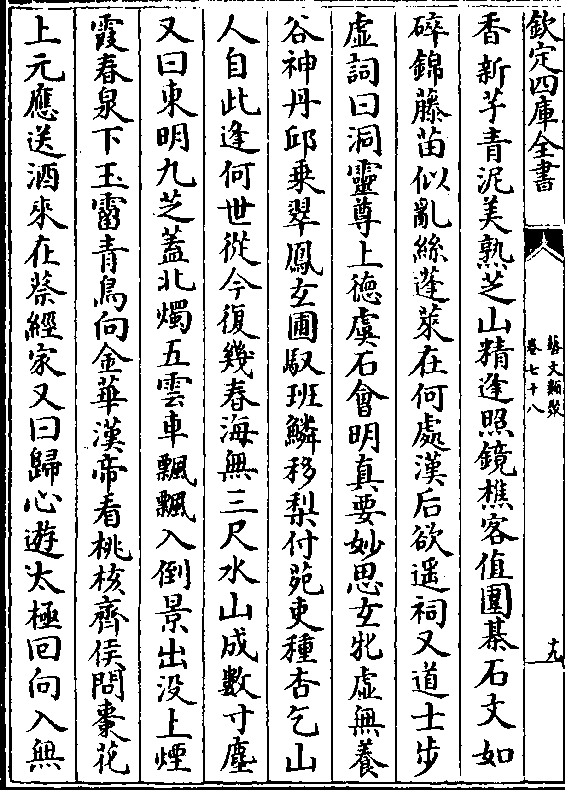 欽定四庫全書
藝文類聚
卷七十八
十九
香新芋青泥美熟芝山精逢照鏡樵客值圍棊石文如
碎錦藤苗似亂絲蓬萊在何處漢后欲遥祠又道士步
虚詞曰洞靈尊上徳虞石會明真要妙思𤣥牝虚無養
谷神丹邱乗翠鳳𤣥圃馭班鱗移梨付苑吏種杏乞山
人自此逢何世從今復幾春海無三尺水山成數寸塵
又曰東明九芝葢北燭五雲車飄飄入倒景出没上煙
霞春泉下玉霤青鳥向金華漢帝看桃核齊侯問棗花
上元應送酒來在蔡經家又曰歸心遊太極囘向入無